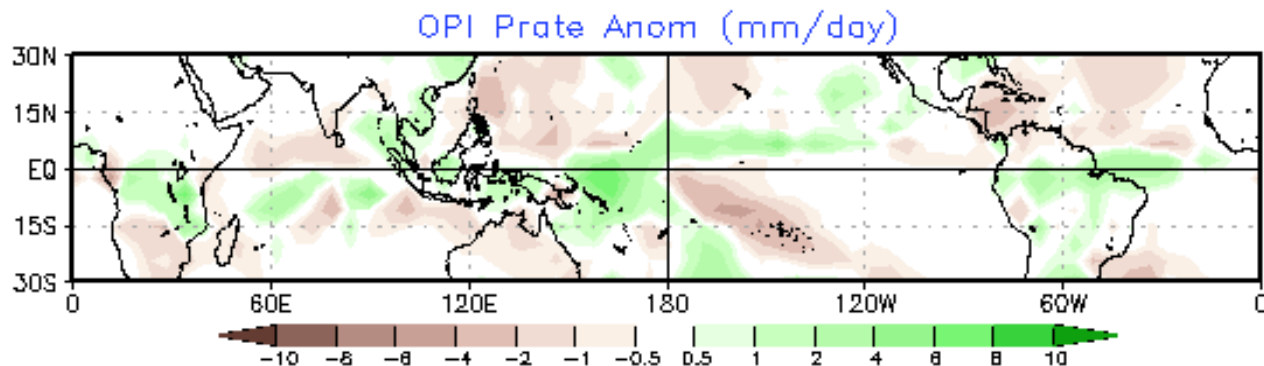 OPI Prate Anom (mm/day)
30N
15N
EQ
15S
30S
0 60E 120E 180 120W 60W 0
-10 -8 -6 -4 -2 -1 -0.5 0.5 1 2 4 6 8 10